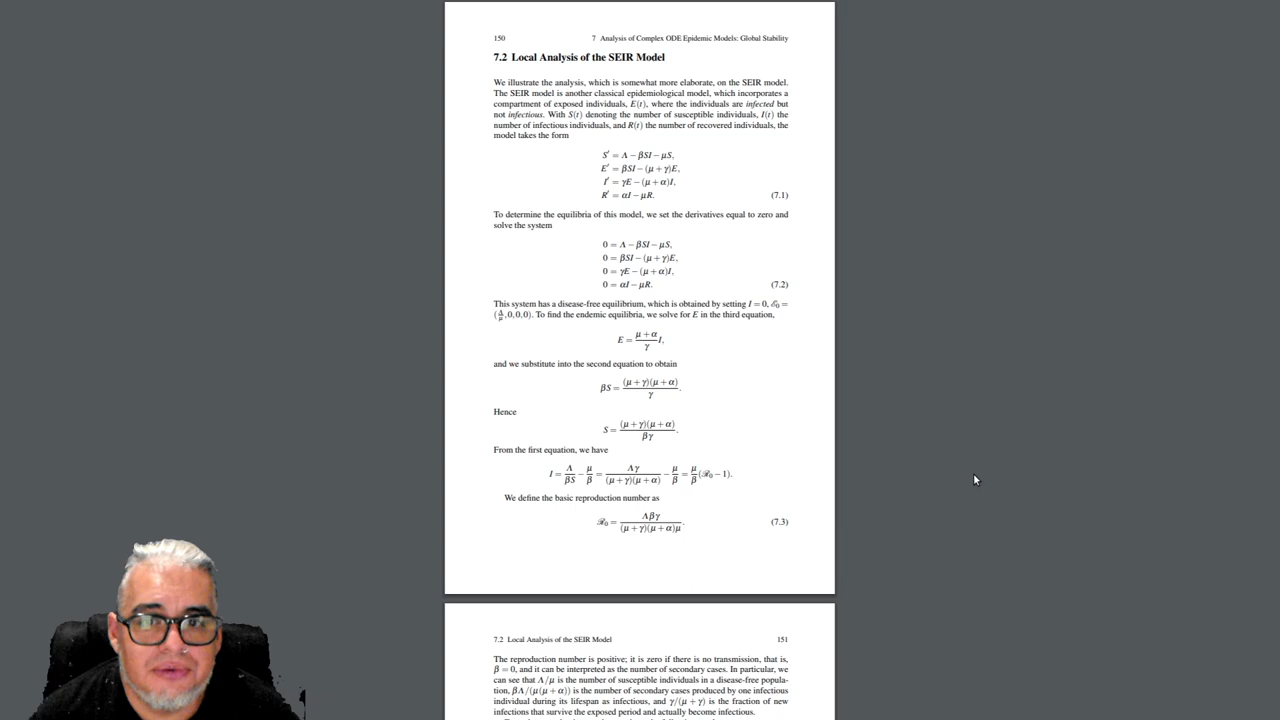 150 7 Analysis of Complex ODE Epidemic Models: Global Stability
7.2 Local Analysis of the SEIR Model
We illustrate the analysis, which is somewhat more elaborate, on the SEIR model.
The SEIR model is another classical epidemiological model, which incorporates a
compartment of exposed individuals, E(t), where the individuals are infected but
not infectious. With S(t) denoting the number of susceptible individuals, I(t) the
number of infectious individuals, and R(t) the number of recovered individuals, the
model takes the form
S′ = Λ − βSI − μS,
E′ = βSI − (μ + γ)E,
I′ = γE − (μ + α)I,
R′ = αI − μR. (7.1)
To determine the equilibria of this model, we set the derivatives equal to zero and
solve the system
0 = Λ − βSI − μS,
0 = βSI − (μ + γ)E,
0 = γE − (μ + α)I,
0 = αI − μR. (7.2)
This system has a disease-free equilibrium, which is obtained by setting I = 0, ℰ₀ =
(Λ/μ, 0, 0, 0). To find the endemic equilibria, we solve for E in the third equation,
E = (μ + α)/γ I,
and we substitute into the second equation to obtain
βS = (μ + γ)(μ + α)/γ.
Hence
S = (μ + γ)(μ + α)/βγ.
From the first equation, we have
I = Λ/βS − μ/β = Λγ/(μ + γ)(μ + α) − μ/β = μ/β (ℛ₀ − 1).
We define the basic reproduction number as
ℛ₀ = Λβγ/(μ + γ)(μ + α)μ. (7.3)
7.2 Local Analysis of the SEIR Model 151
The reproduction number is positive; it is zero if there is no transmission, that is,
β = 0, and it can be interpreted as the number of secondary cases. In particular, we
can see that Λ/μ is the number of susceptible individuals in a disease-free popula-
tion, βΛ/(μ(μ + α)) is the number of secondary cases produced by one infectious
individual during its lifespan as infectious, and γ/(μ + γ) is the fraction of new
infections that survive the exposed period and actually become infectious.